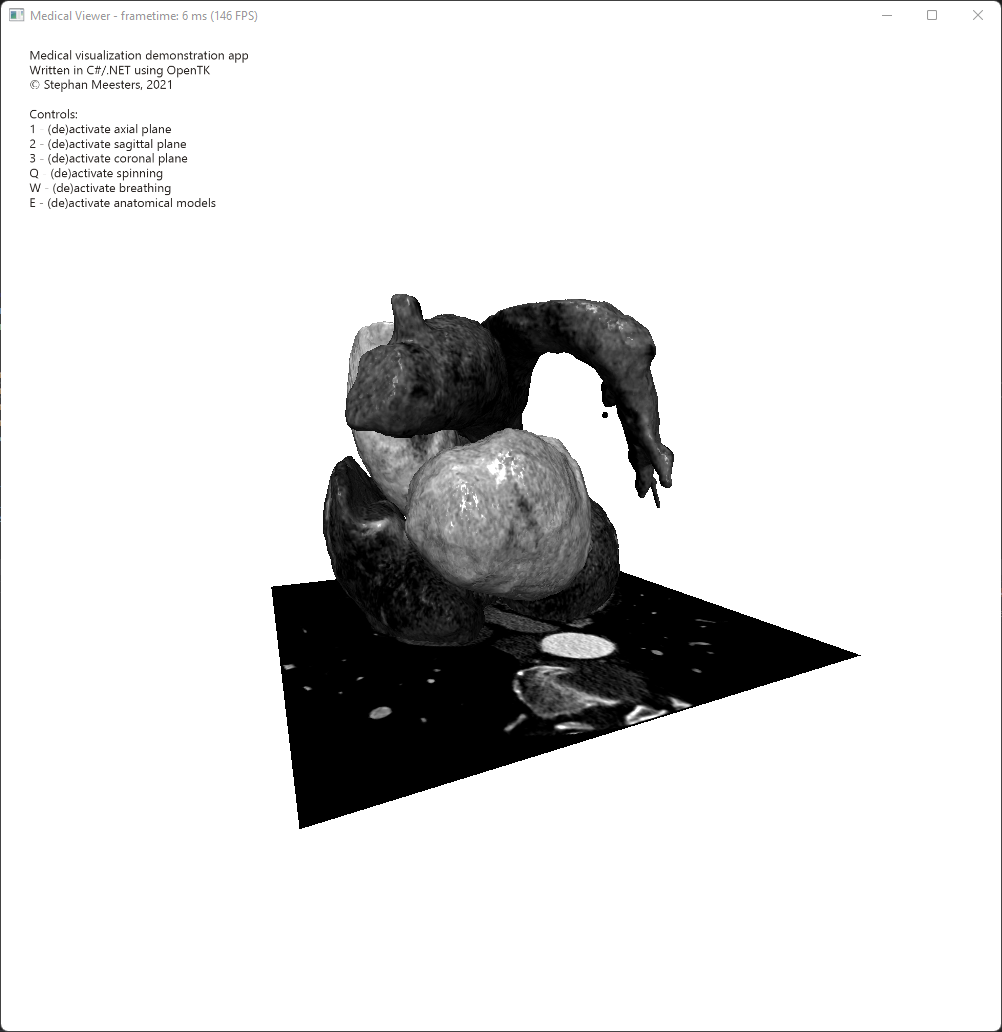 Medical Viewer - frametime: 6 ms (146 FPS)
Medical visualization demonstration app
Written in C#/.NET using OpenTK
© Stephan Meesters, 2021
Controls:
1 - (de)activate axial plane
2 - (de)activate sagittal plane
3 - (de)activate coronal plane
Q - (de)activate spinning
W - (de)activate breathing
E - (de)activate anatomical models